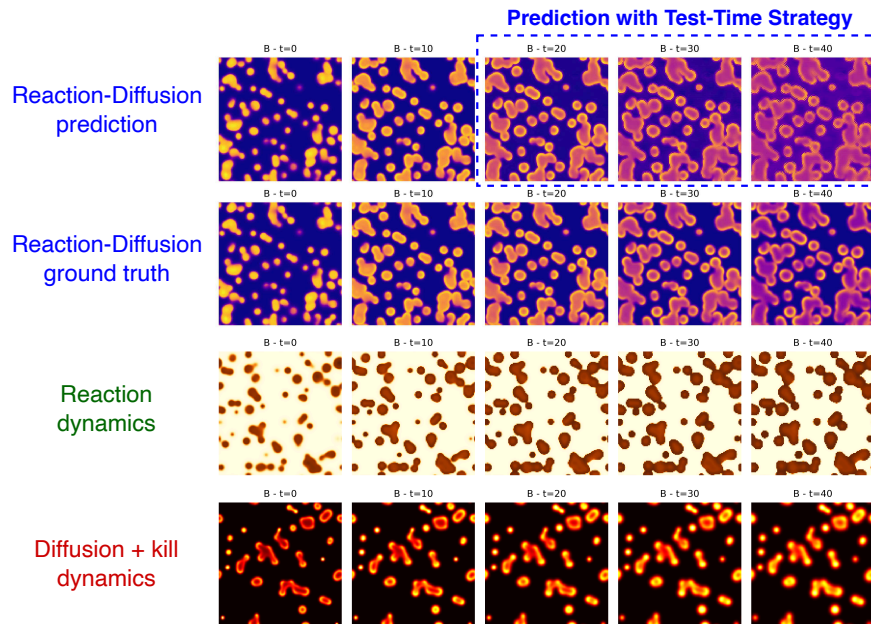 Prediction with Test-Time Strategy
B - t=0 B - t=10 B - t=20 B - t=30 B - t=40
Reaction-Diffusion
prediction
B - t=0 B - t=10 B - t=20 B - t=30 B - t=40
Reaction-Diffusion
ground truth
B - t=0 B - t=10 B - t=20 B - t=30 B - t=40
Reaction
dynamics
B - t=0 B - t=10 B - t=20 B - t=30 B - t=40
Diffusion + kill
dynamics